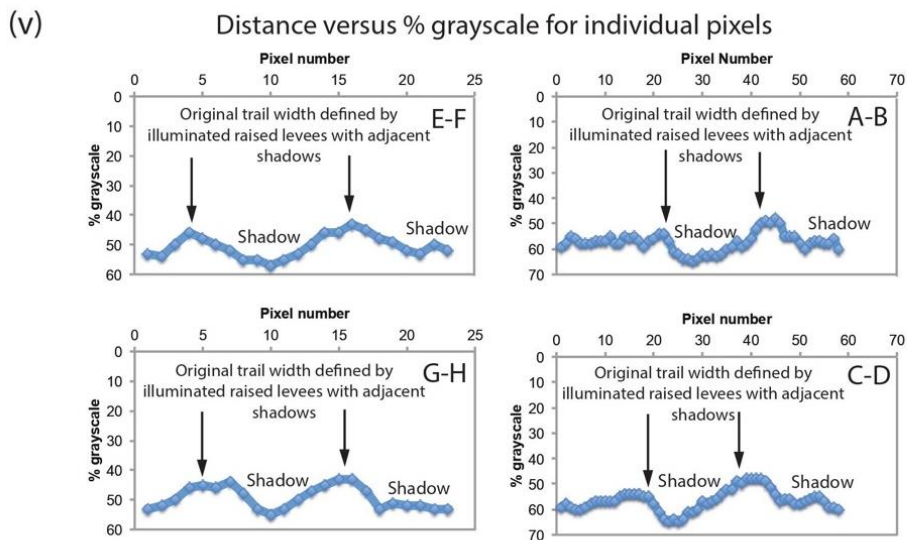 (v)
Distance versus % grayscale for individual pixels
Pixel number
0 5 10 15 20 25
0
10
20
30
40
50
60
% grayscale
Original trail width defined by
illuminated raised levees with adjacent
shadows
E-F
Shadow
Shadow
Pixel Number
0 10 20 30 40 50 60 70
0
10
20
30
40
50
60
70
% grayscale
Original trail width defined by
illuminated raised levees with adjacent
shadows
A-B
Shadow
Shadow
Pixel number
0 5 10 15 20 25
0
10
20
30
40
50
60
% grayscale
Original trail width defined by
illuminated raised levees with adjacent
shadows
G-H
Shadow
Shadow
Pixel number
0 10 20 30 40 50 60 70
0
10
20
30
40
50
60
70
% grayscale
Original trail width defined by
illuminated raised levees with adjacent
shadows
C-D
Shadow
Shadow